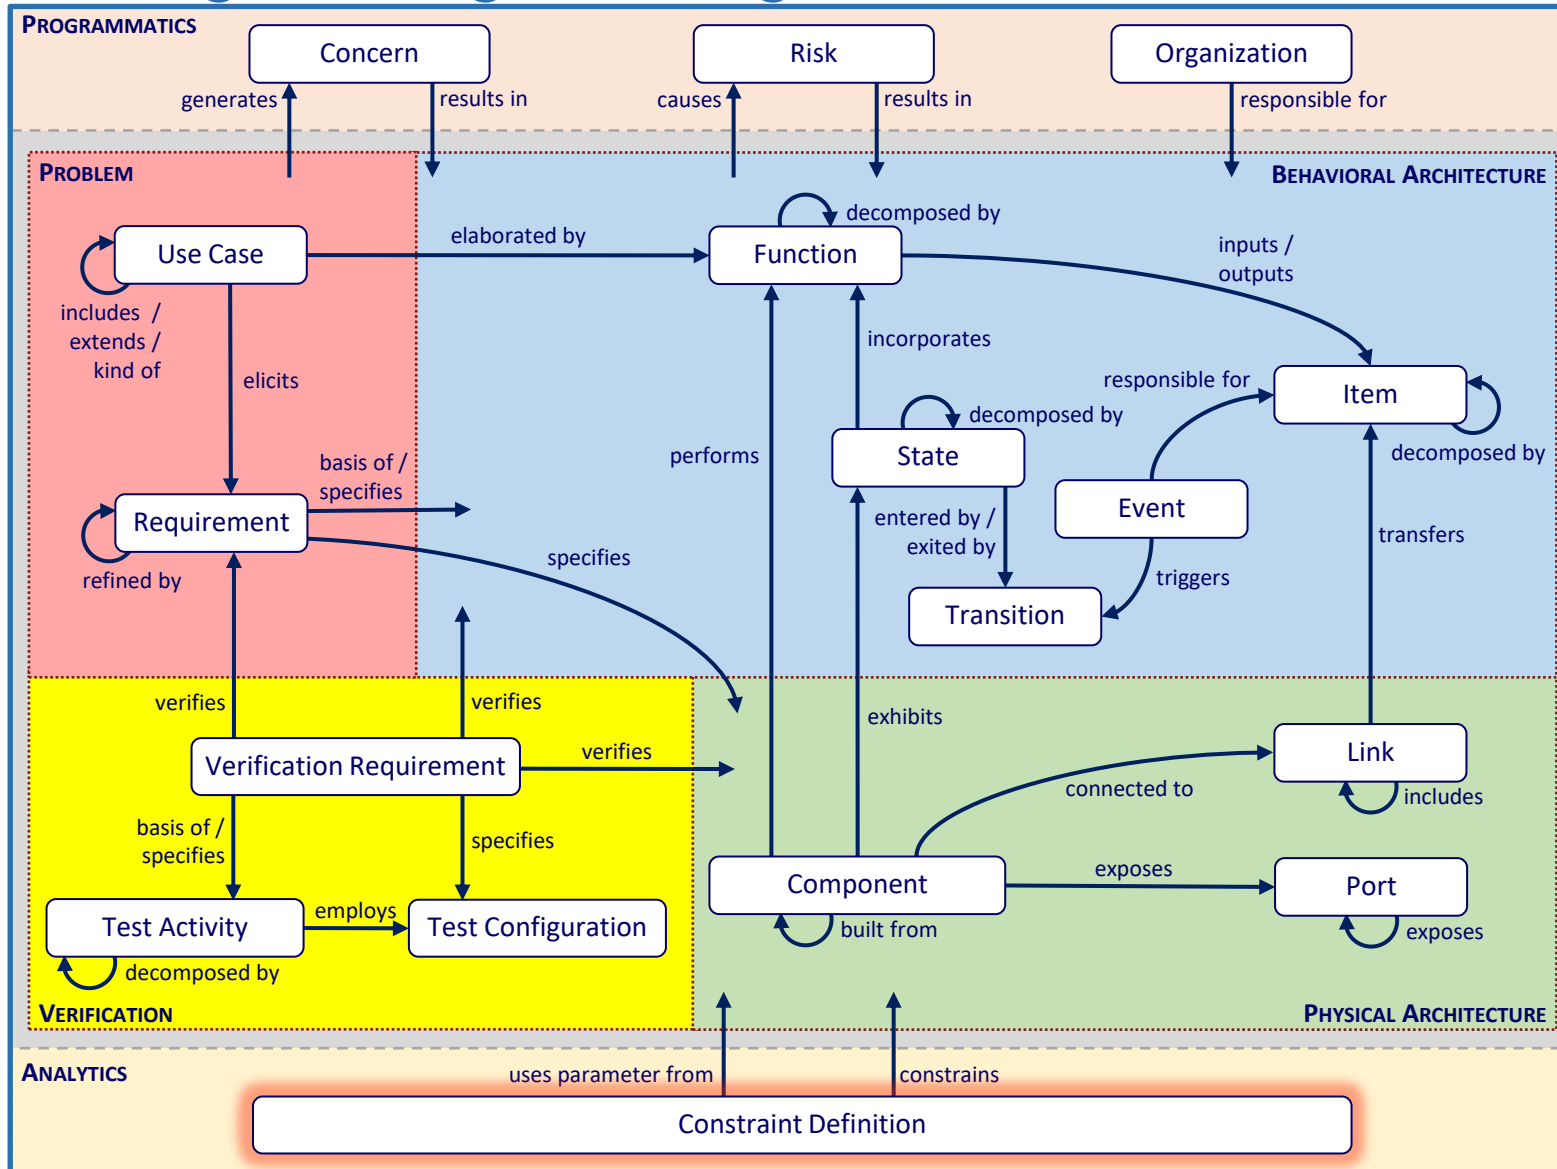 PROGRAMMATICS
Concern
Risk
Organization
generates
results in
causes
results in
responsible for
PROBLEM
BEHAVIORAL ARCHITECTURE
Use Case
elaborated by
Function
decomposed by
inputs /
outputs
includes /
extends /
kind of
elicits
incorporates
responsible for
Item
decomposed by
decomposed by
State
performs
basis of /
specifies
Requirement
refined by
specifies
entered by /
exited by
Event
transfers
triggers
Transition
verifies
verifies
exhibits
verifies
Verification Requirement
Link
includes
connected to
basis of /
specifies
specifies
Component
exposes
Port
exposes
built from
Test Activity
employs
Test Configuration
decomposed by
VERIFICATION
PHYSICAL ARCHITECTURE
ANALYTICS
uses parameter from
constrains
Constraint Definition